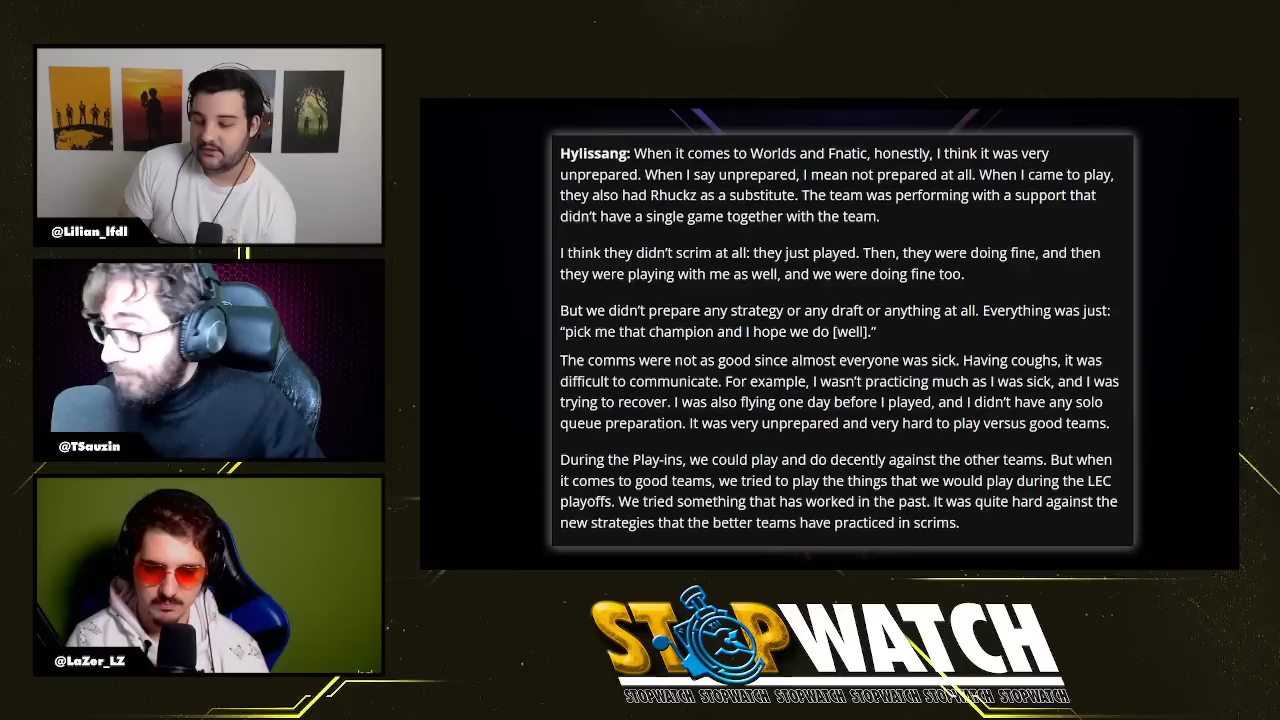 @Lilian_lfdl
@TSauzin
@LaZer_LZ
Hylissang: When it comes to Worlds and Fnatic, honestly, I think it was very
unprepared. When I say unprepared, I mean not prepared at all. When I came to play,
they also had Rhuckz as a substitute. The team was performing with a support that
didn't have a single game together with the team.
I think they didn't scrim at all: they just played. Then, they were doing fine, and then
they were playing with me as well, and we were doing fine too.
But we didn't prepare any strategy or any draft or anything at all. Everything was just:
“pick me that champion and I hope we do [well].”
The comms were not as good since almost everyone was sick. Having coughs, it was
difficult to communicate. For example, I wasn't practicing much as I was sick, and I was
trying to recover. I was also flying one day before I played, and I didn't have any solo
queue preparation. It was very unprepared and very hard to play versus good teams.
During the Play-ins, we could play and do decently against the other teams. But when
it comes to good teams, we tried to play the things that we would play during the LEC
playoffs. We tried something that has worked in the past. It was quite hard against the
new strategies that the better teams have practiced in scrims.
STOPWATCH
STOPWATCH STOPWATCH STOPWATCH STOPWATCH STOPWATCH STOPWATCH